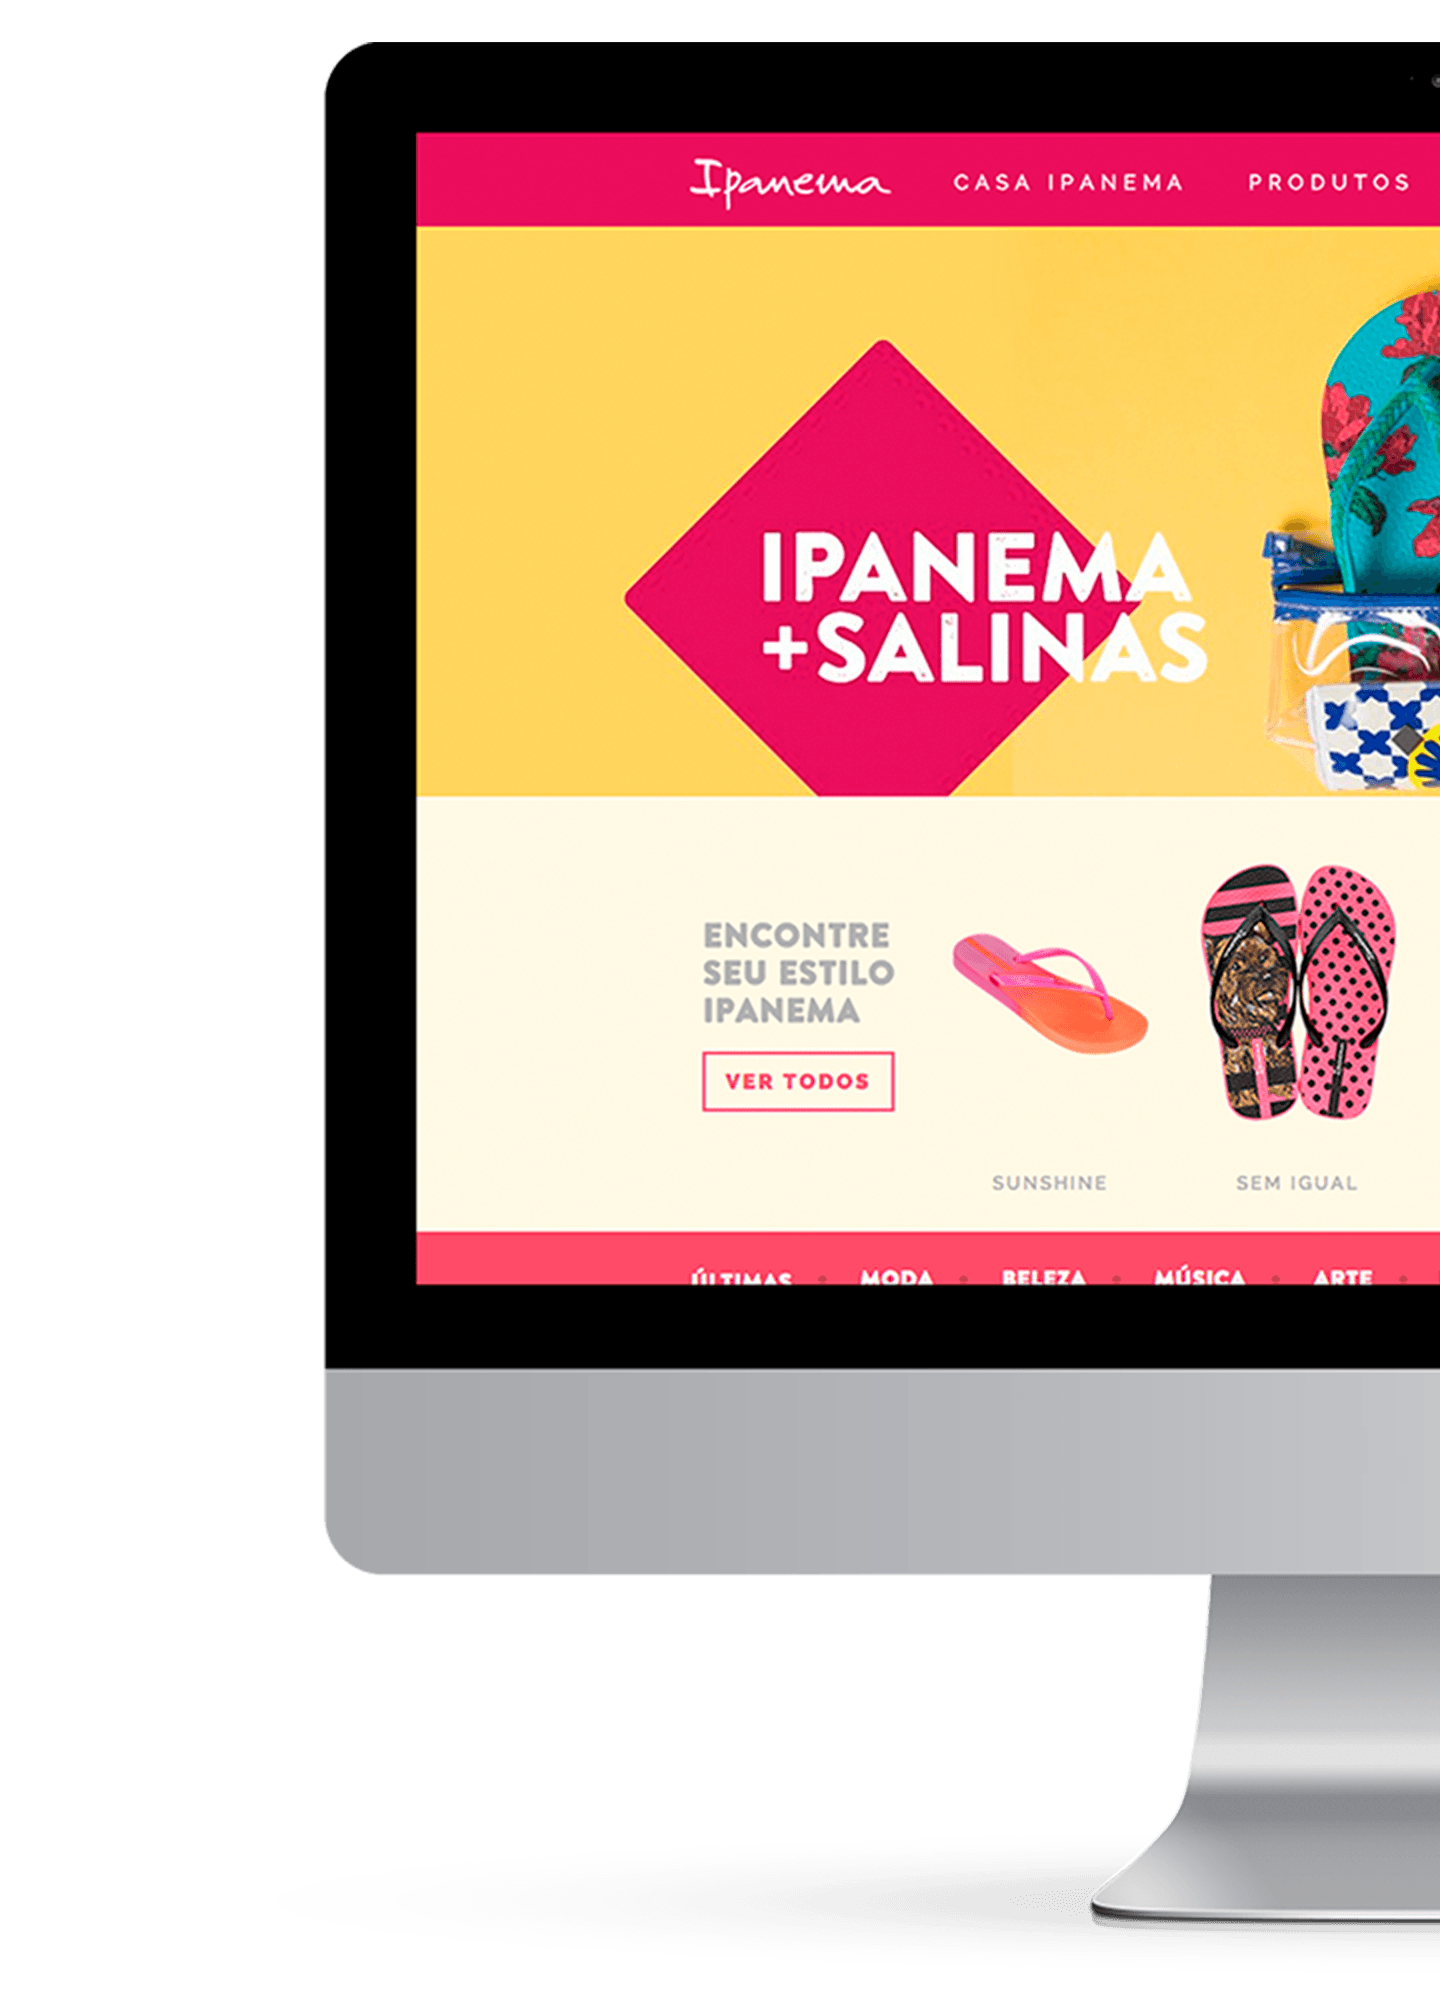 Ipanema CASA IPANEMA PRODUTOS
IPANEMA
+SALINAS
ENCONTRE
SEU ESTILO
IPANEMA
VER TODOS
SUNSHINE SEM IGUAL
ÚLTIMAS • MODA • BELEZA • MÚSICA • ARTE •